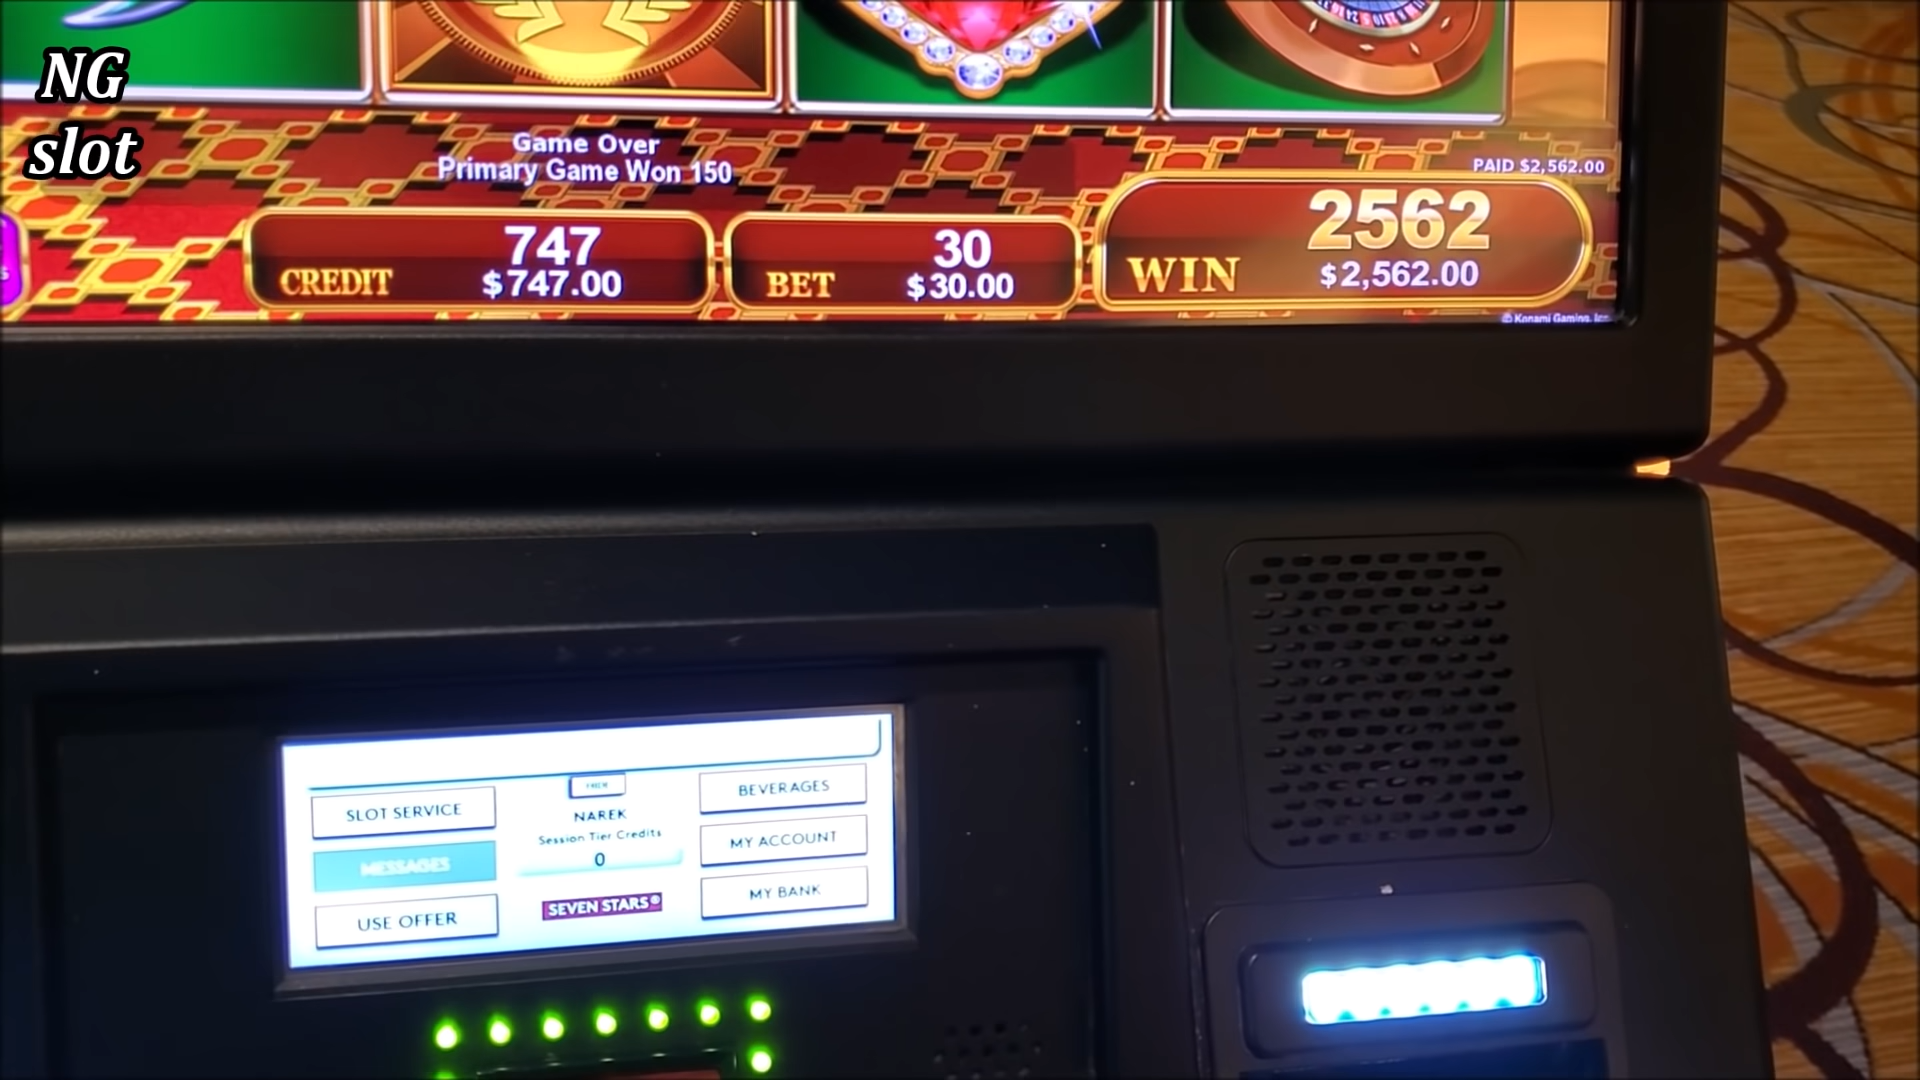 NG
slot
Game Over
Primary Game Won 150
PAID $2,562.00
747
CREDIT
$747.00
30
BET
$30.00
2562
WIN
$2,562.00
© Konami Gaming, Inc
SLOT SERVICE
MESSAGES
USE OFFER
NAREK
Session Tier Credits
0
SEVEN STARS®
BEVERAGES
MY ACCOUNT
MY BANK